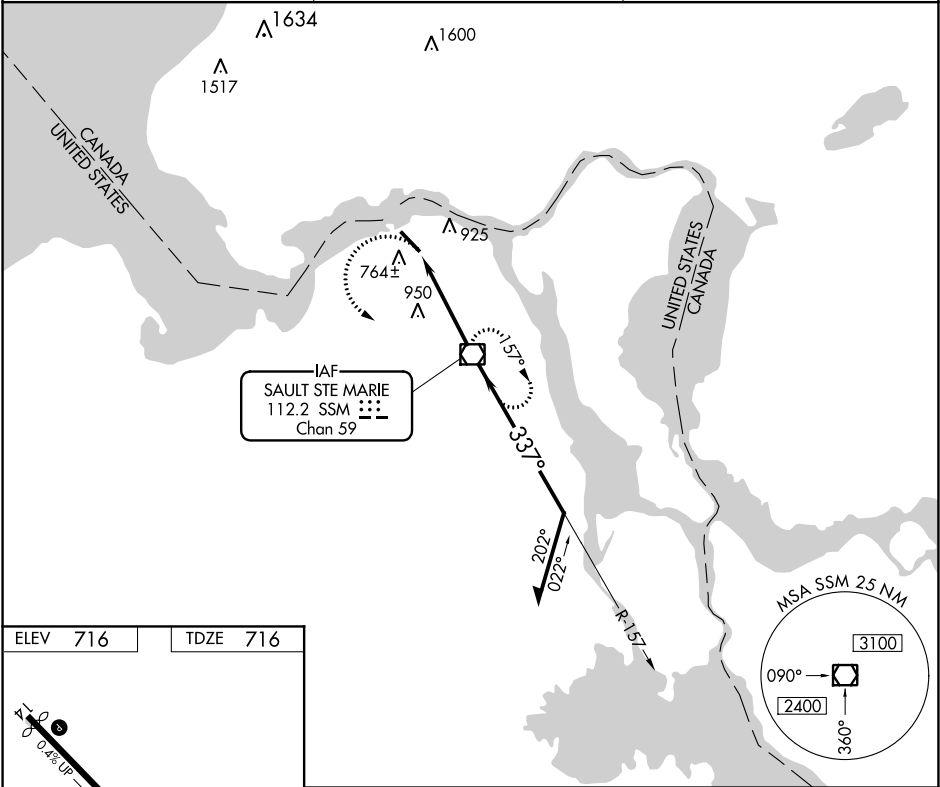 1634
1600
1517
CANADA
UNITED STATES
925
764±
950
UNITED STATES
CANADA
IAF
SAULT STE MARIE
112.2 SSM
Chan 59
157°
337°
202°
022°
R-157
MSA SSM 25 NM
3100
090°
2400
360°
ELEV 716
TDZE 716
14
P
0.4% UP